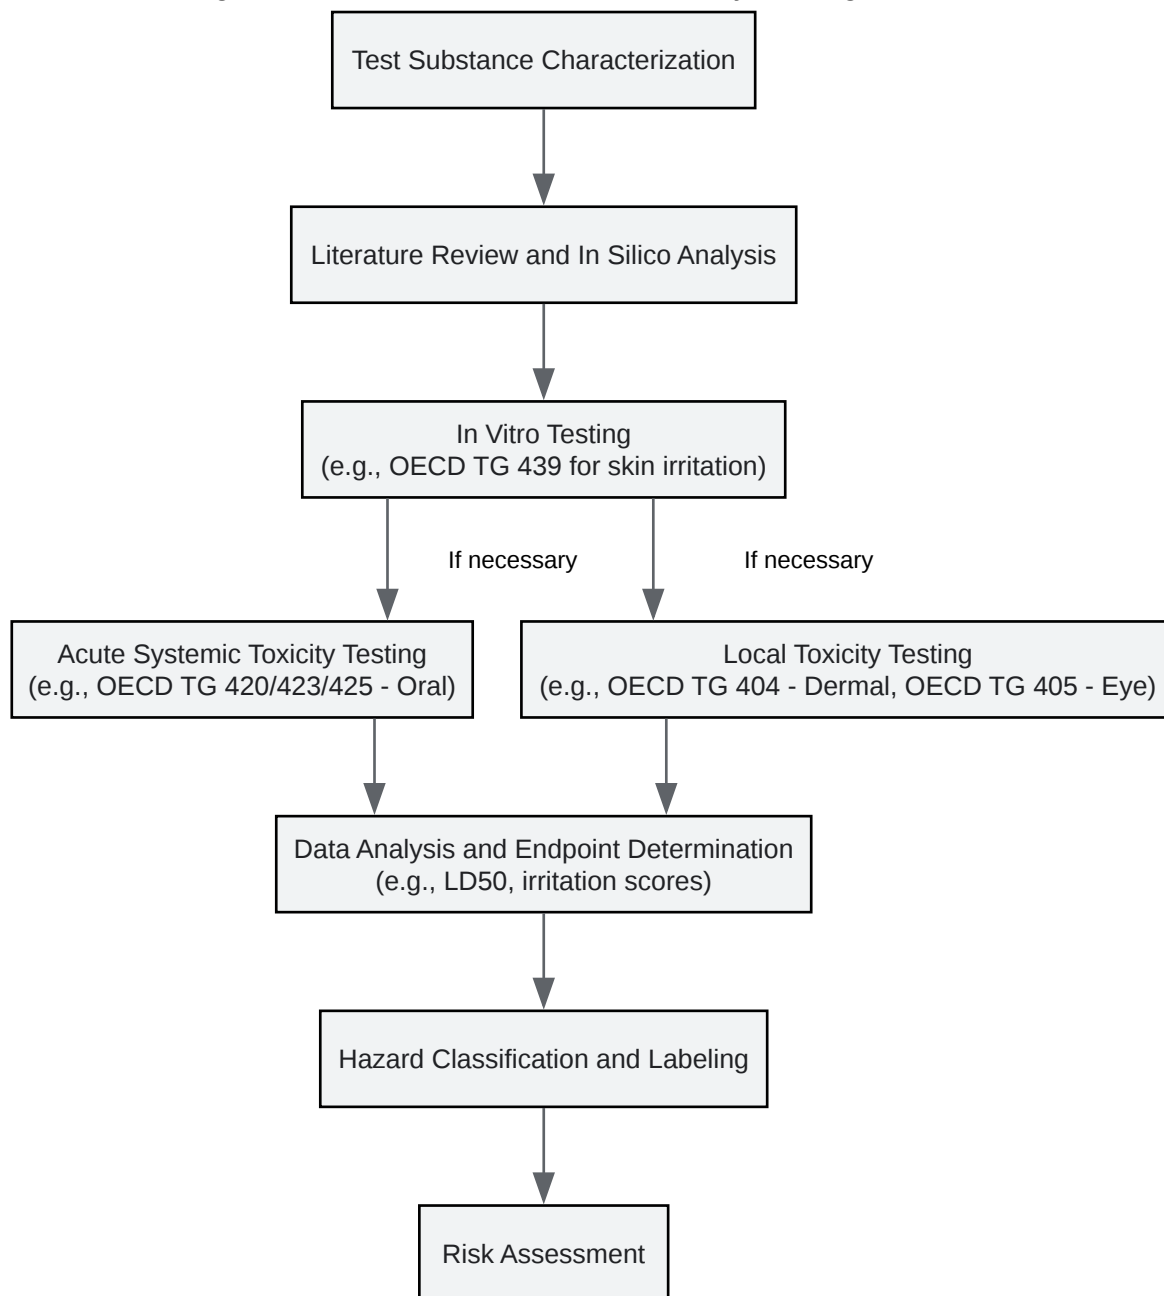 Test Substance Characterization
Literature Review and In Silico Analysis
In Vitro Testing
(e.g., OECD TG 439 for skin irritation)
If necessary
If necessary
Acute Systemic Toxicity Testing
(e.g., OECD TG 420/423/425 - Oral)
Local Toxicity Testing
(e.g., OECD TG 404 - Dermal, OECD TG 405 - Eye)
Data Analysis and Endpoint Determination
(e.g., LD50, irritation scores)
Hazard Classification and Labeling
Risk Assessment